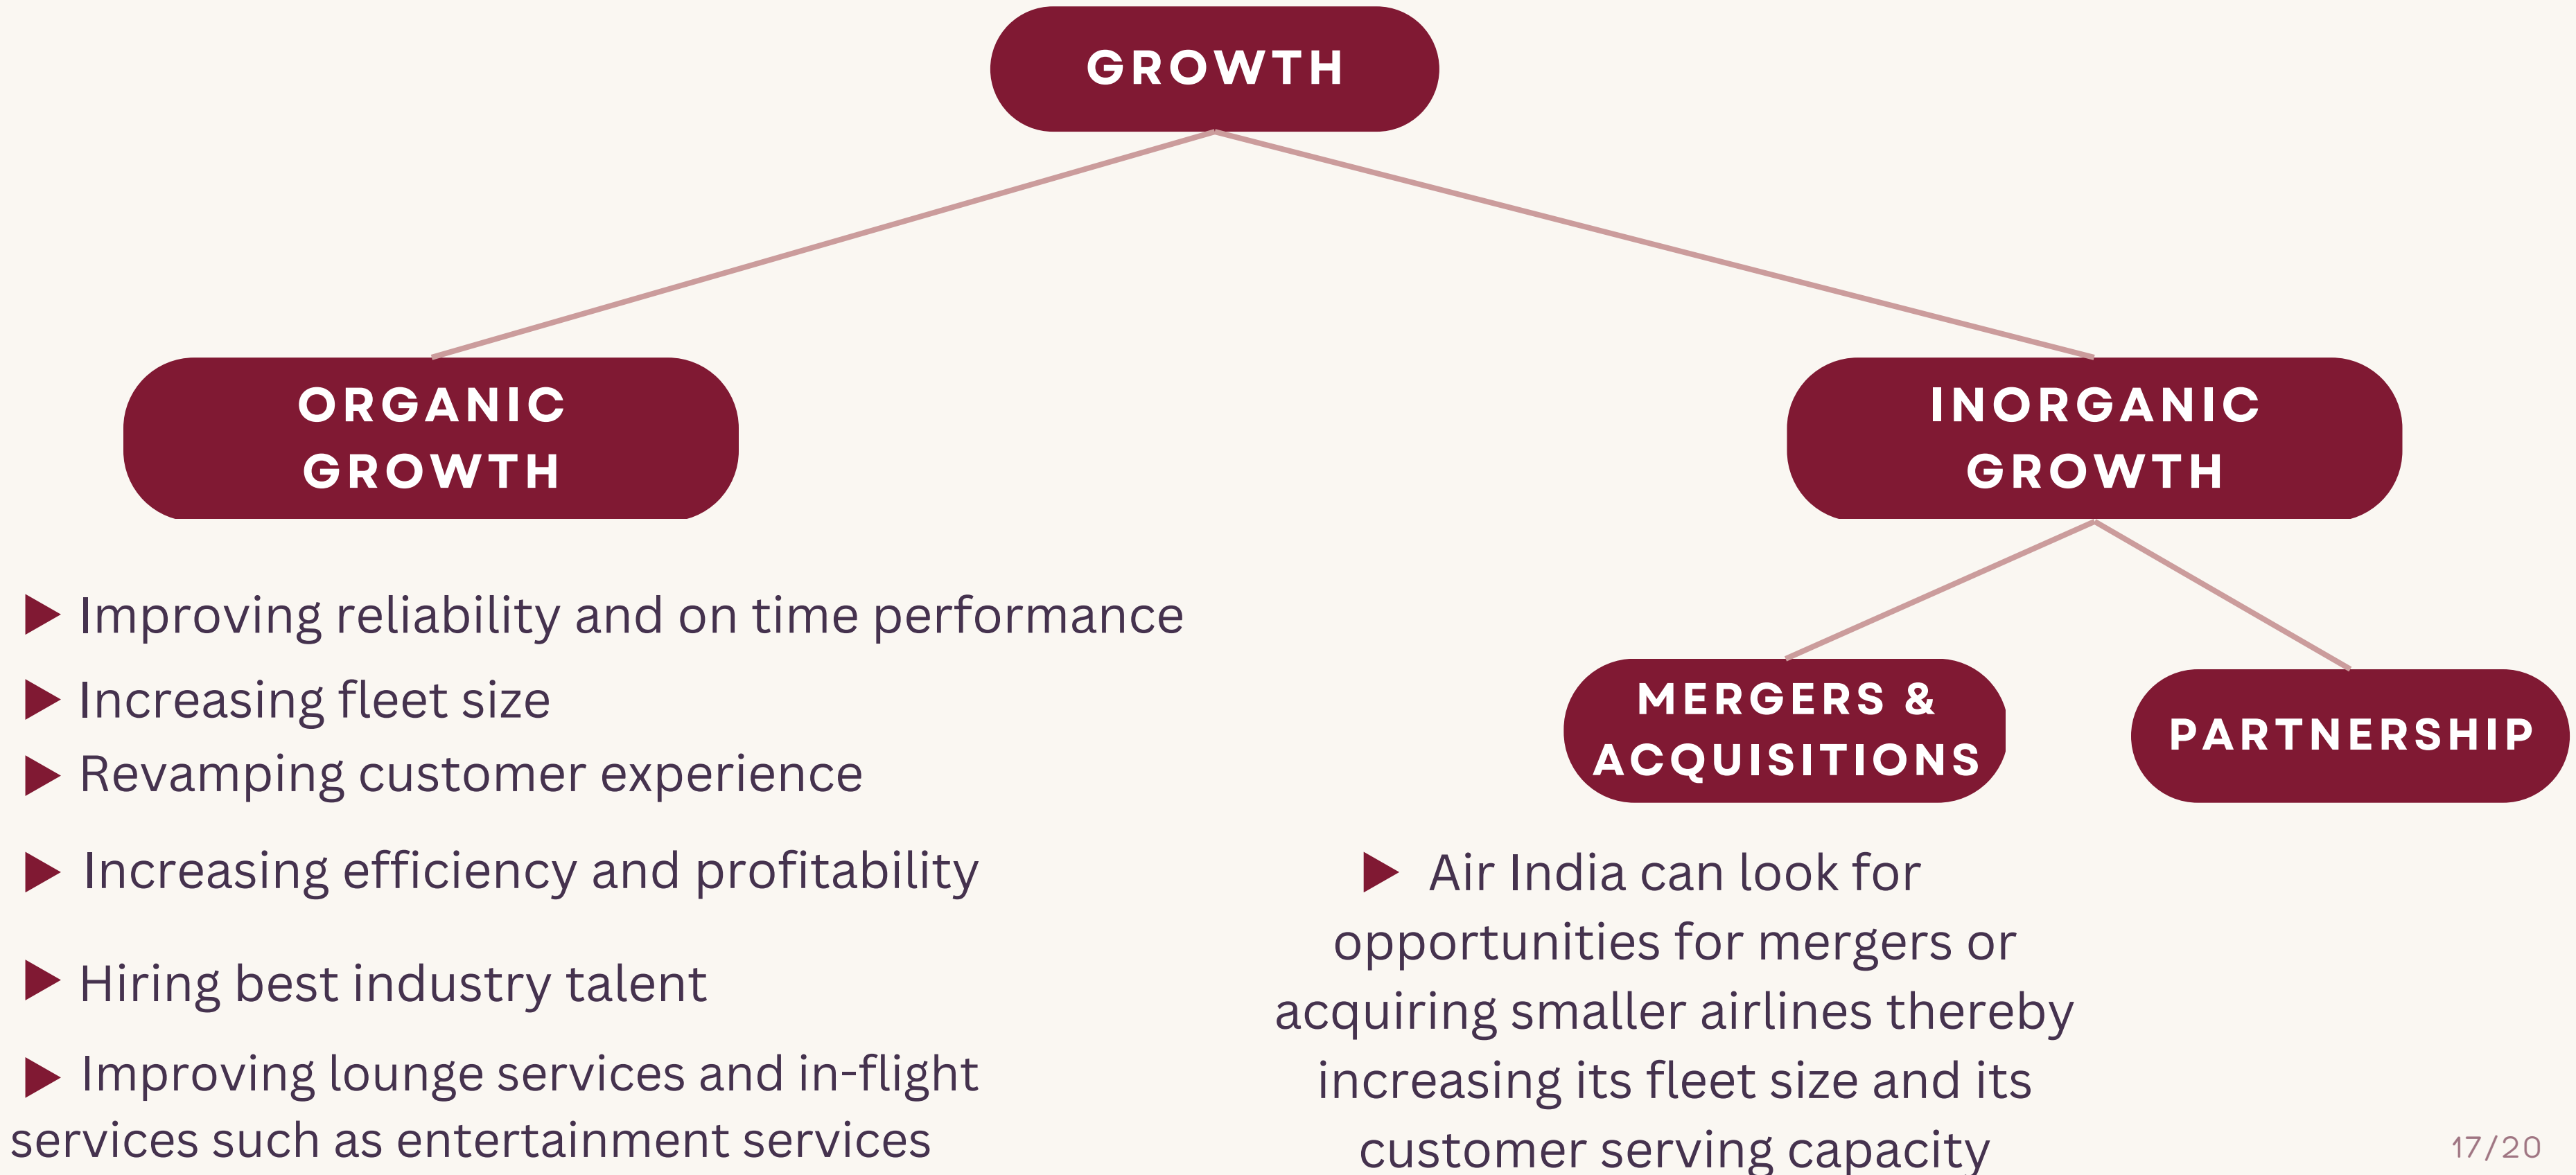 GROWTH
ORGANIC
GROWTH
Improving reliability and on time performance
Increasing fleet size
Revamping customer experience
Increasing efficiency and profitability
Hiring best industry talent
Improving lounge services and in-flight
services such as entertainment services
INORGANIC
GROWTH
MERGERS &
ACQUISITIONS
Air India can look for
opportunities for mergers or
acquiring smaller airlines thereby
increasing its fleet size and its
customer serving capacity
PARTNERSHIP
17/20